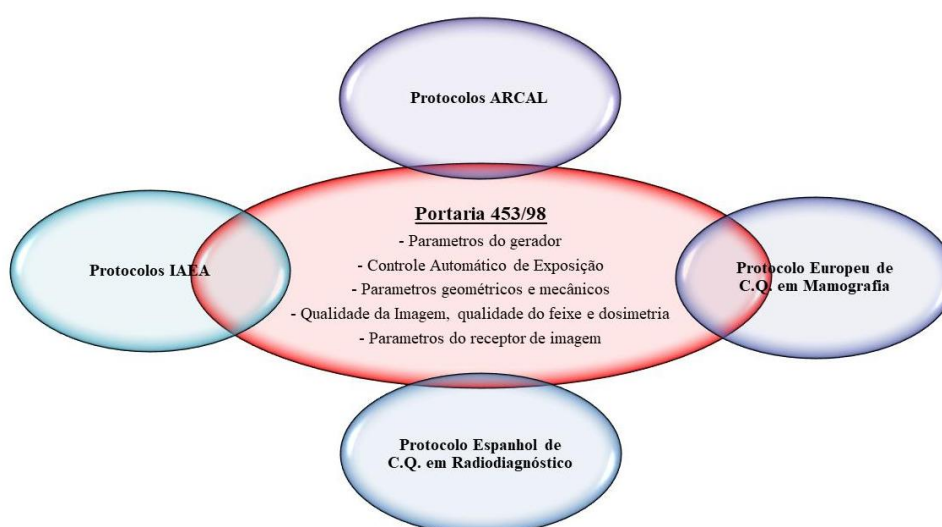 Protocolos ARCAL
Portaria 453/98
- Parametros do gerador
- Controle Automático de Exposição
- Parametros geométricos e mecânicos
- Qualidade da Imagem, qualidade do feixe e dosimetria
- Parametros do receptor de imagem
Protocolos IAEA
Protocolo Europeu de
C.Q. em Mamografia
Protocolo Espanhol de
C.Q. em Radiodiagnóstico